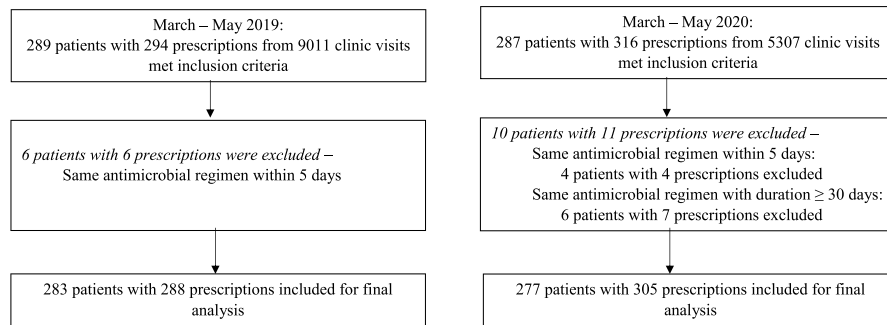 March – May 2019:
289 patients with 294 prescriptions from 9011 clinic visits
met inclusion criteria
6 patients with 6 prescriptions were excluded –
Same antimicrobial regimen within 5 days
283 patients with 288 prescriptions included for final
analysis
March – May 2020:
287 patients with 316 prescriptions from 5307 clinic visits
met inclusion criteria
10 patients with 11 prescriptions were excluded –
Same antimicrobial regimen within 5 days:
4 patients with 4 prescriptions excluded
Same antimicrobial regimen with duration ≥ 30 days:
6 patients with 7 prescriptions excluded
277 patients with 305 prescriptions included for final
analysis